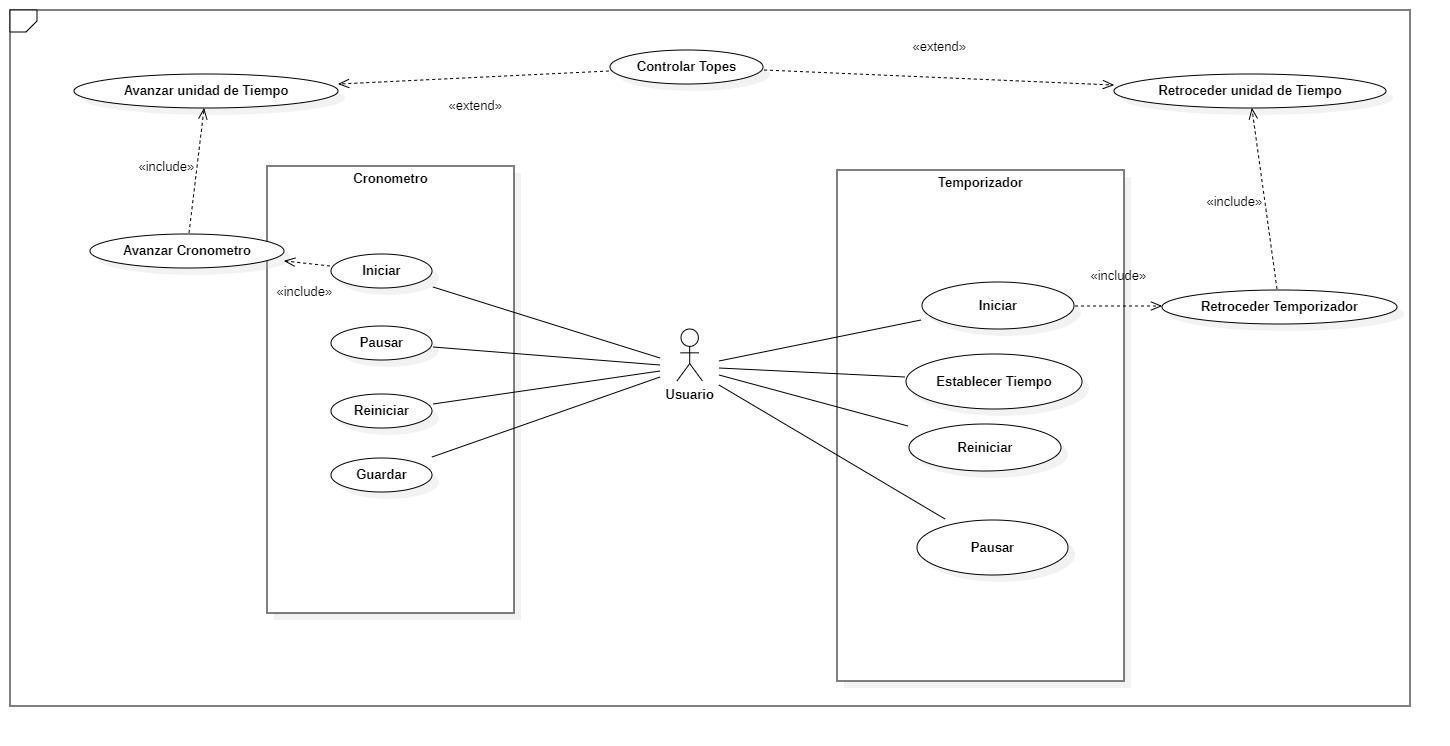 «extend»
Controlar Topes
Avanzar unidad de Tiempo
Retroceder unidad de Tiempo
«extend»
«include»
Cronometro
Temporizador
«include»
Avanzar Cronometro
Iniciar
«include»
«include»
Iniciar
Retroceder Temporizador
Pausar
Usuario
Establecer Tiempo
Reiniciar
Reiniciar
Guardar
Pausar